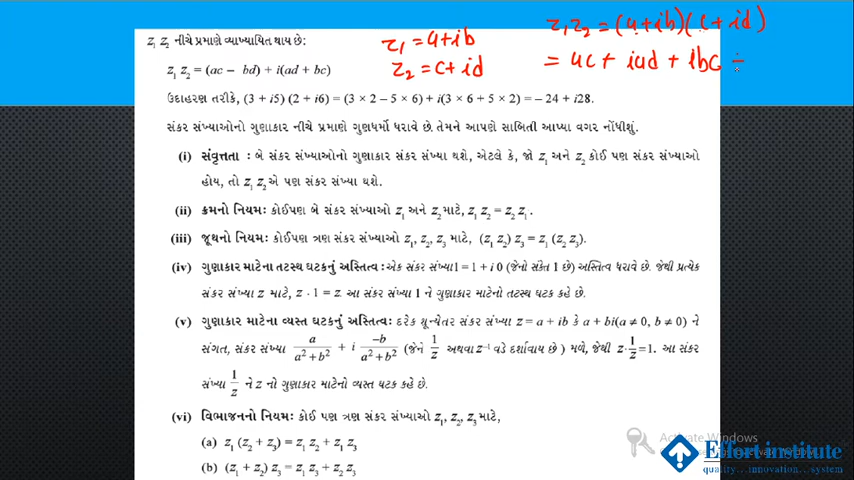 z₁ z₂ નીચે પ્રમાણે વ્યાખ્યાયિત થાય છે:
z₁ = a+ib
z₂ = c+id
z₁z₂ = (a+ib)(c+id)
= ac + iad + ibc
z₁ z₂ = (ac – bd) + i(ad + bc)
ઉદાહરણ તરીકે, (3 + i5) (2 + i6) = (3 × 2 – 5 × 6) + i(3 × 6 + 5 × 2) = – 24 + i28.
સંકર સંખ્યાઓનો ગુણાકાર નીચે પ્રમાણે ગુણધર્મો ધરાવે છે. તેમને આપણે સાબિતી આપ્યા વગર નોંધીશું.
(i) સંવૃત્તતા : બે સંકર સંખ્યાઓનો ગુણાકાર સંકર સંખ્યા થશે, એટલે કે, જો z₁ અને z₂ કોઈ પણ સંકર સંખ્યાઓ
હોય, તો z₁ z₂ એ પણ સંકર સંખ્યા થશે.
(ii) ક્રમનો નિયમ: કોઈપણ બે સંકર સંખ્યાઓ z₁ અને z₂ માટે, z₁ z₂ = z₂ z₁.
(iii) જૂથનો નિયમ: કોઈપણ ત્રણ સંકર સંખ્યાઓ z₁, z₂, z₃ માટે, (z₁ z₂) z₃ = z₁ (z₂ z₃).
(iv) ગુણાકાર માટેના તટસ્થ ઘટકનું અસ્તિત્વ : એક સંકર સંખ્યા 1 = 1 + i 0 (જેનો સંકેત 1 છે) અસ્તિત્વ ધરાવે છે. જેથી પ્રત્યેક
સંકર સંખ્યા z માટે, z · 1 = z. આ સંકર સંખ્યા 1 ને ગુણાકાર માટેનો તટસ્થ ઘટક કહે છે.
(v) ગુણાકાર માટેના વ્યસ્ત ઘટકનું અસ્તિત્વ: દરેક શૂન્યેતર સંકર સંખ્યા z = a + ib કે a + bi(a ≠ 0, b ≠ 0) ને
સંગત, સંકર સંખ્યા a/(a²+b²) + i –b/(a²+b²) (જેને 1/z અથવા z⁻¹ વડે દર્શાવાય છે) મળે, જેથી z·1/z=1. આ સંકર
સંખ્યા 1/z ને z નો ગુણાકાર માટેનો વ્યસ્ત ઘટક કહે છે.
(vi) વિભાજનનો નિયમ: કોઈ પણ ત્રણ સંકર સંખ્યાઓ z₁, z₂, z₃ માટે,
(a) z₁ (z₂ + z₃) = z₁ z₂ + z₁ z₃
(b) (z₁ + z₂) z₃ = z₁ z₃ + z₂ z₃
Activate Windows
Effort institute
quality...innovation...system